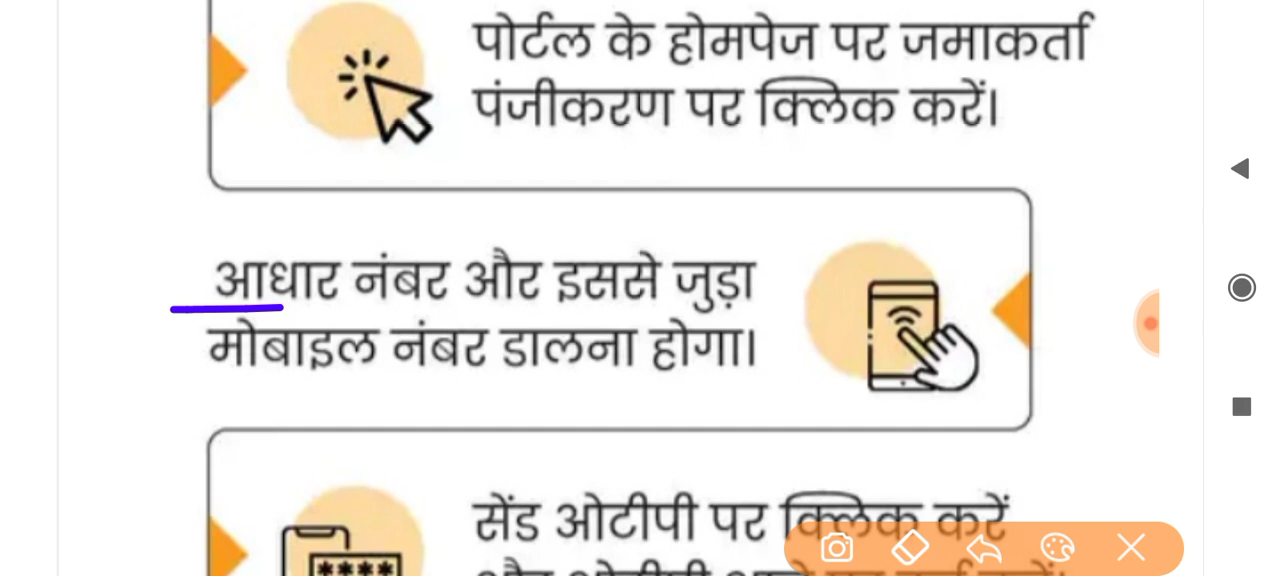 पोर्टल के होमपेज पर जमाकर्ता
पंजीकरण पर क्लिक करें।
आधार नंबर और इससे जुड़ा
मोबाइल नंबर डालना होगा।
सेंड ओटीपी पर क्लिक करें
****